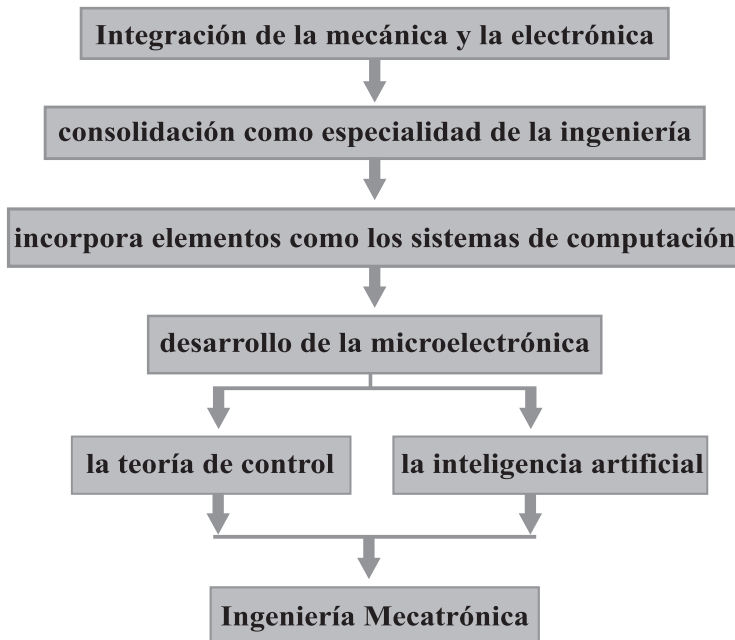 Integración de la mecánica y la electrónica
consolidación como especialidad de la ingeniería
incorpora elementos como los sistemas de computación
desarrollo de la microelectrónica
la teoría de control
la inteligencia artificial
Ingeniería Mecatrónica